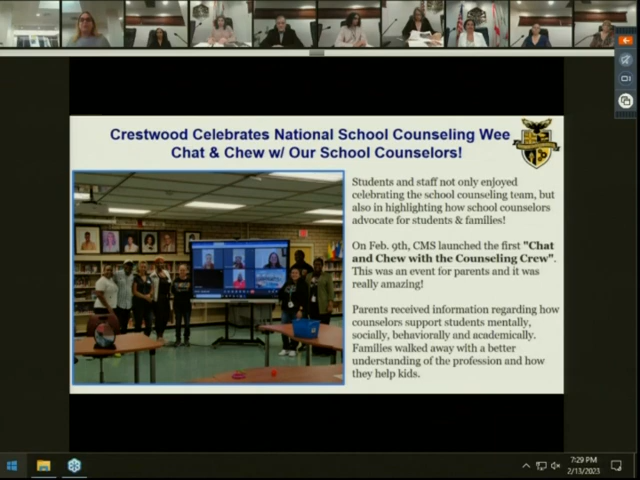 Crestwood Celebrates National School Counseling Wee
Chat & Chew w/ Our School Counselors!
Students and staff not only enjoyed
celebrating the school counseling team, but
also in highlighting how school counselors
advocate for students & families!
On Feb. 9th, CMS launched the first "Chat
and Chew with the Counseling Crew".
This was an event for parents and it was
really amazing!
Parents received information regarding how
counselors support students mentally,
socially, behaviorally and academically.
Families walked away with a better
understanding of the profession and how
they help kids.
7:29 PM
2/13/2023